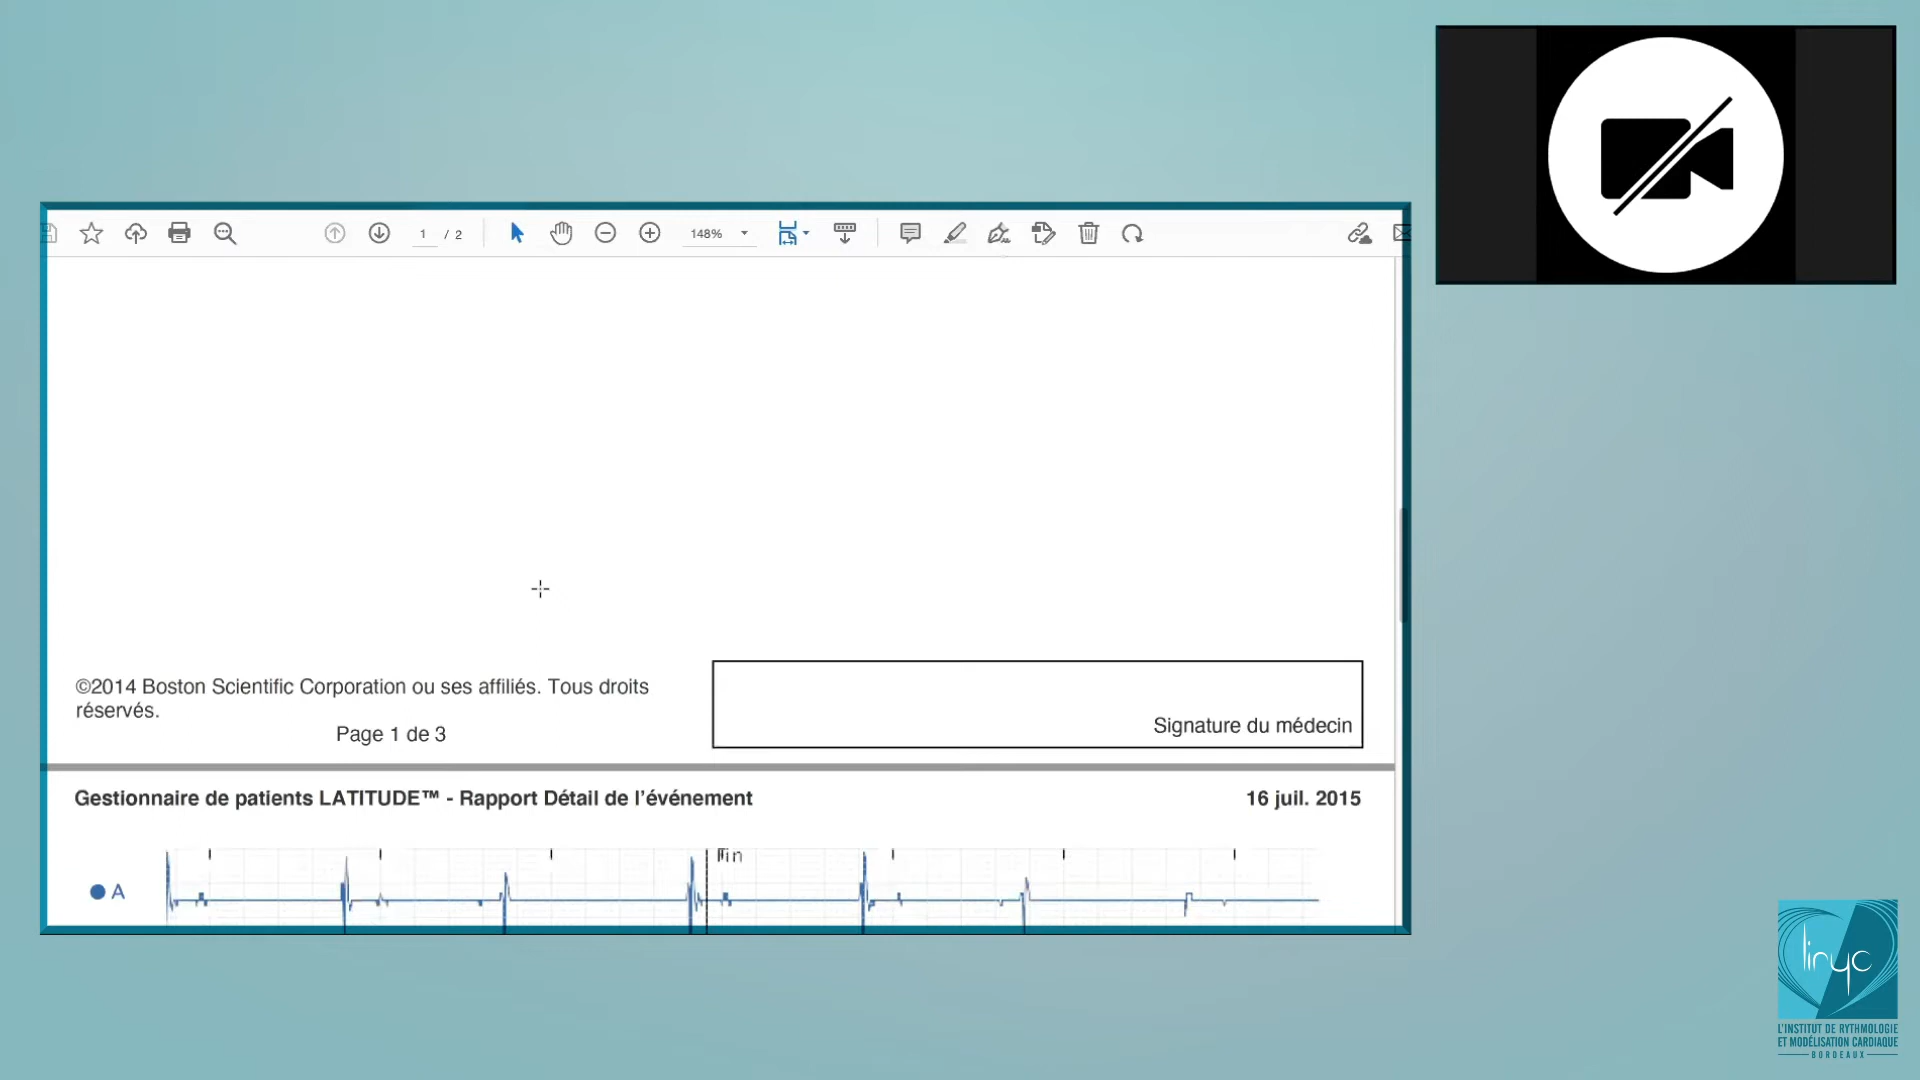 1 / 2
148%
©2014 Boston Scientific Corporation ou ses affiliés. Tous droits
réservés.
Page 1 de 3
Signature du médecin
Gestionnaire de patients LATITUDE™ - Rapport Détail de l'événement
16 juil. 2015
A
liryc
L'INSTITUT DE RYTHMOLOGIE
ET MODÉLISATION CARDIAQUE
BORDEAUX